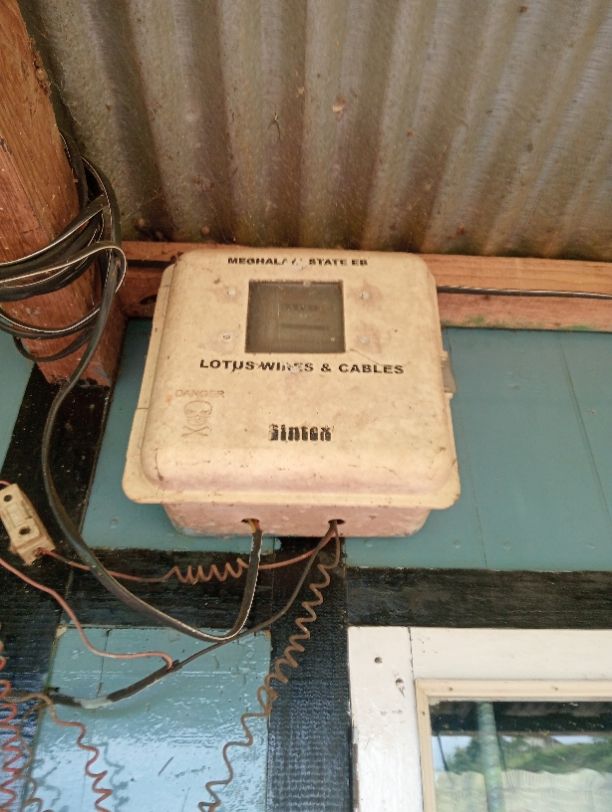 STATE EB
LOTUS WIRES & CABLES
DANGER
Sintex